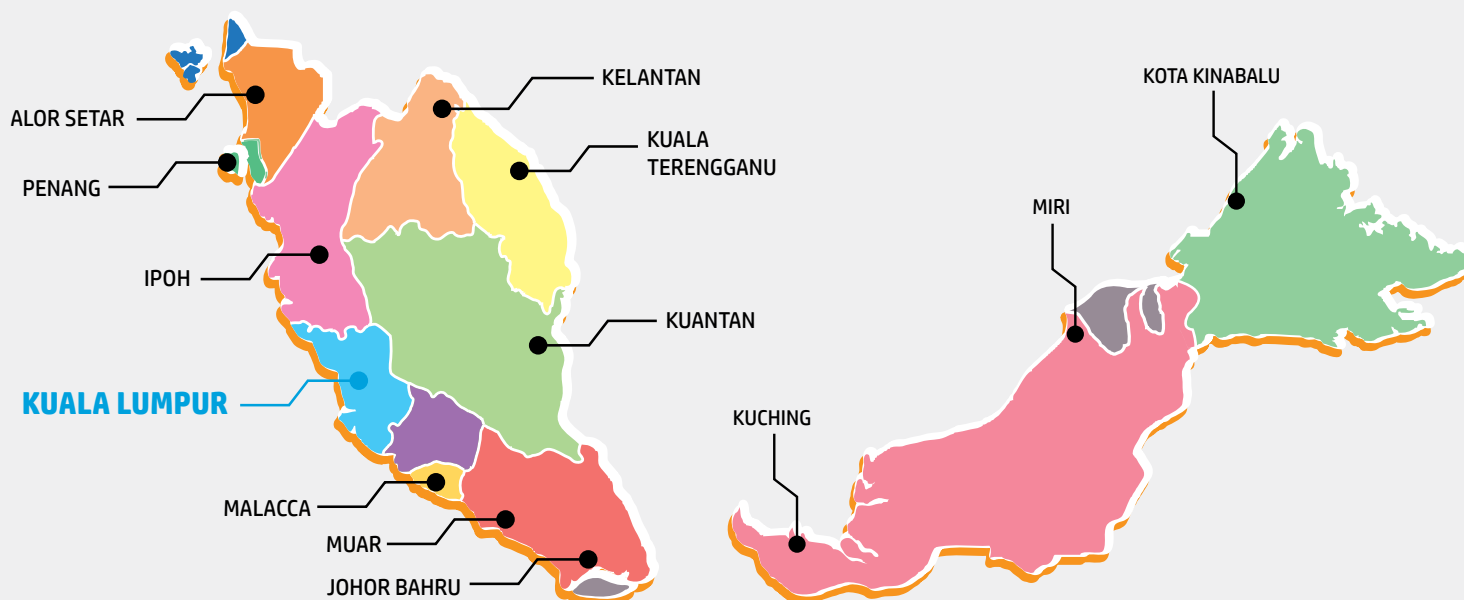 KELANTAN
KOTA KINABALU
ALOR SETAR
KUALA
TERENGGANU
PENANG
MIRI
IPOH
KUANTAN
KUALA LUMPUR
KUCHING
MALACCA
MUAR
JOHOR BAHRU